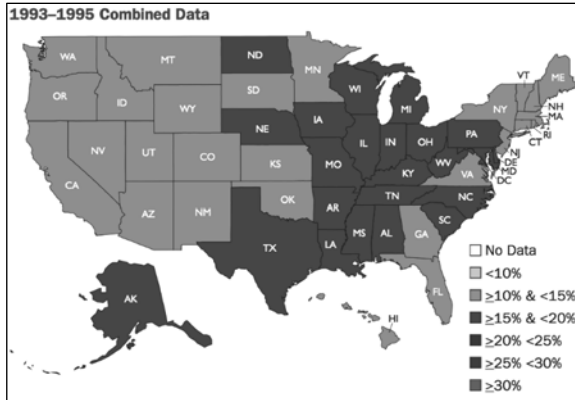 1993–1995 Combined Data
WA
MT
ND
MN
VT
ME
OR
ID
SD
WI
MI
NY
NH
MA
WY
RI
CT
IA
NE
PA
NJ
DE
MD
DC
NV
UT
CO
IL
IN
OH
WV
VA
CA
KS
MO
KY
NC
AZ
NM
OK
AR
TN
SC
TX
LA
MS
AL
GA
FL
AK
HI
No Data
<10%
≥10% & <15%
≥15% & <20%
≥20% <25%
≥25% <30%
≥30%